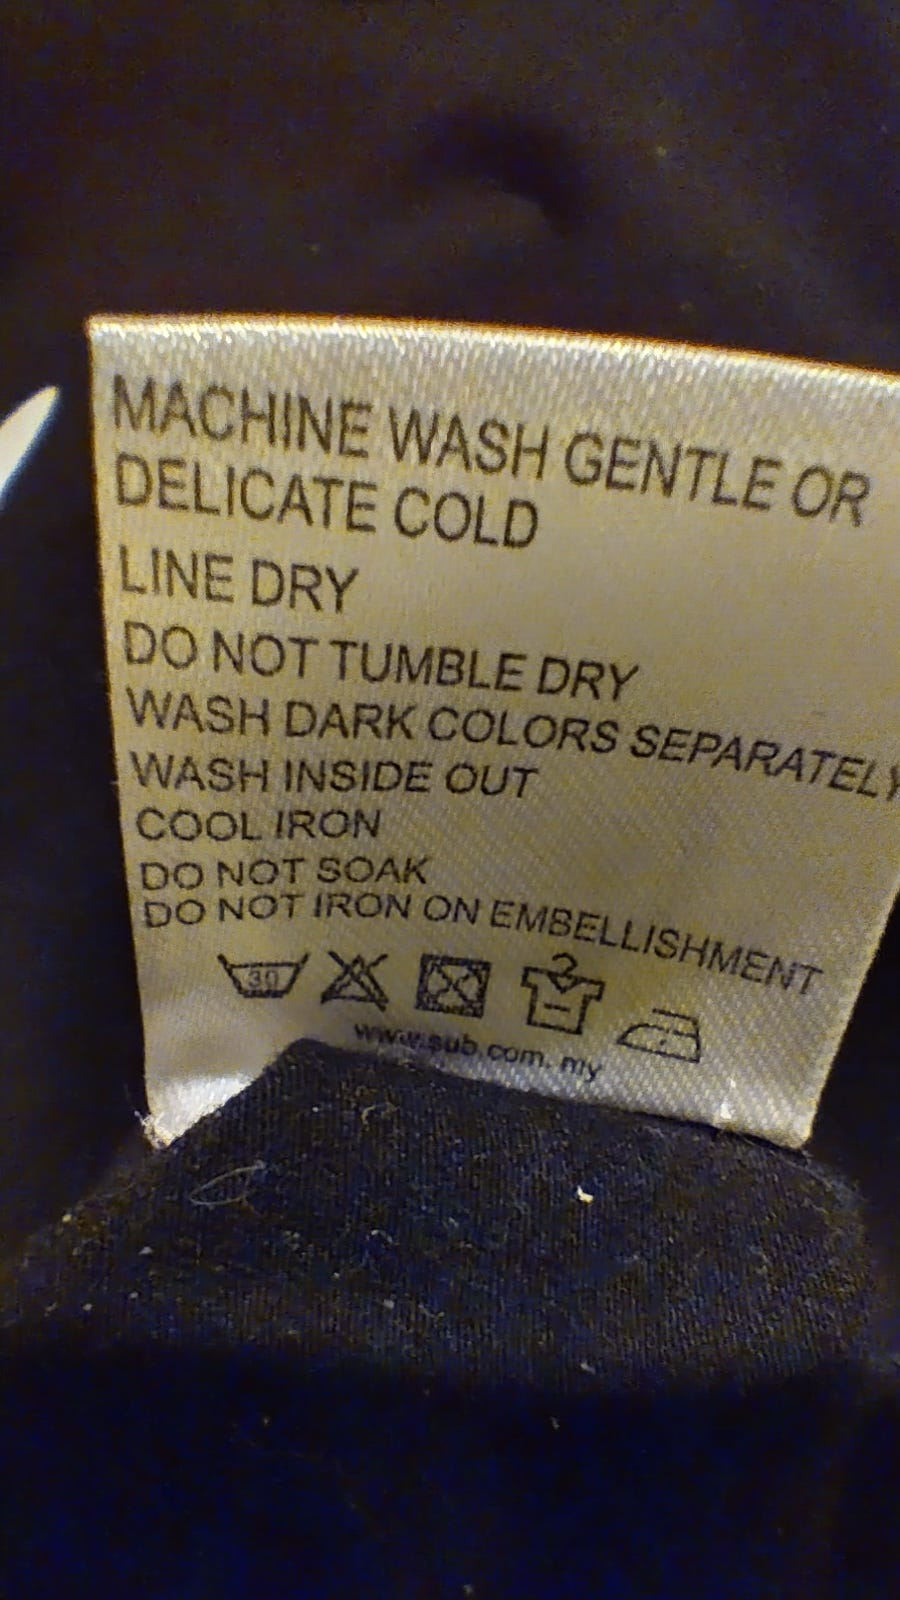 MACHINE WASH GENTLE OR
DELICATE COLD
LINE DRY
DO NOT TUMBLE DRY
WASH DARK COLORS SEPARATELY
WASH INSIDE OUT
COOL IRON
DO NOT SOAK
DO NOT IRON ON EMBELLISHMENT
30
www.sub.com. my